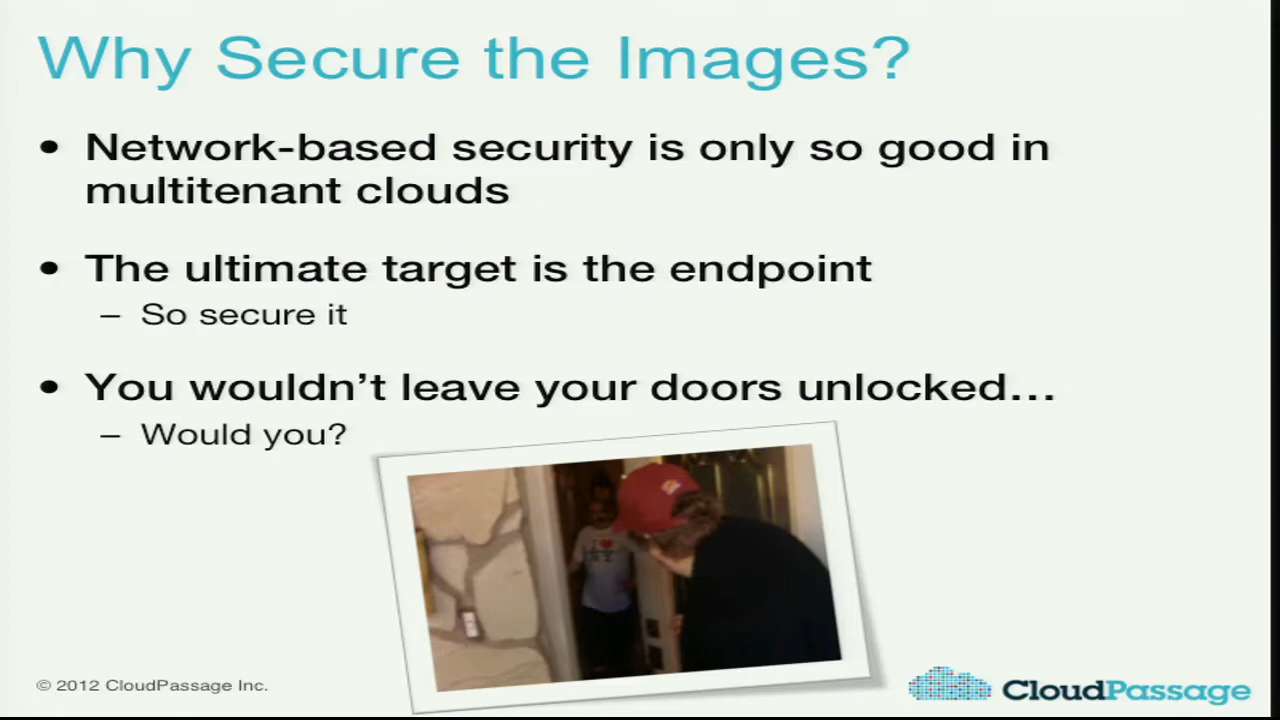 Why Secure the Images?
• Network-based security is only so good in
multitenant clouds
• The ultimate target is the endpoint
– So secure it
• You wouldn’t leave your doors unlocked…
– Would you?
I ♥
© 2012 CloudPassage Inc.
CloudPassage